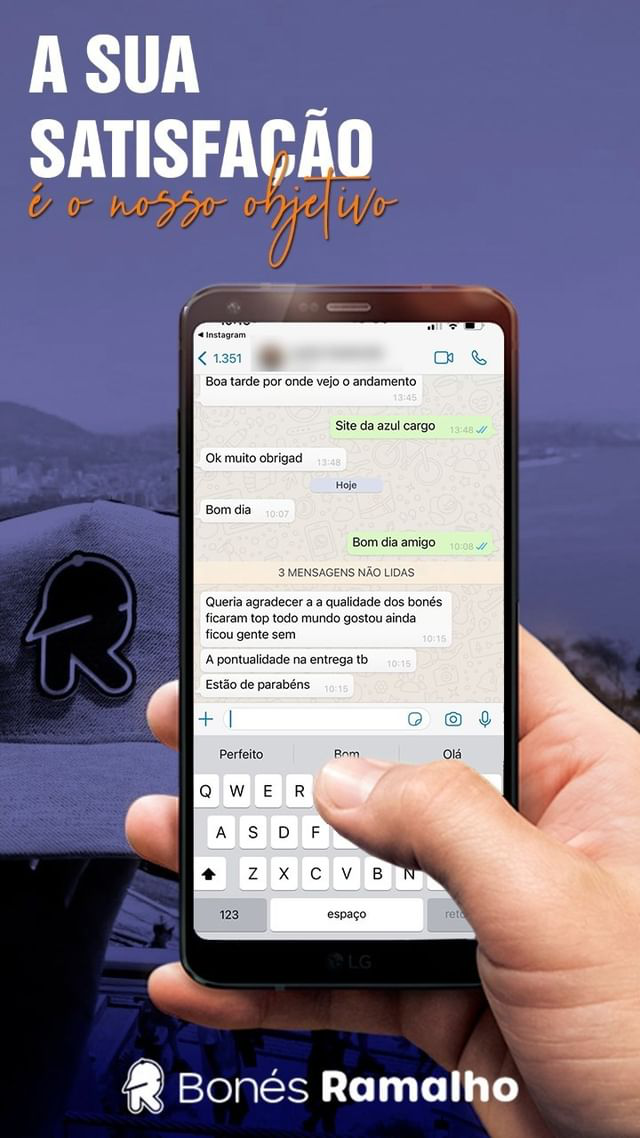 A SUA
SATISFAÇÃO
é o nosso objetivo
Instagram
1.351
Boa tarde por onde vejo o andamento
13:45
Site da azul cargo 13:48
Ok muito obrigad 13:48
Hoje
Bom dia 10:07
Bom dia amigo 10:08
3 MENSAGENS NÃO LIDAS
Queria agradecer a a qualidade dos bonés
ficaram top todo mundo gostou ainda
ficou gente sem
10:15
A pontualidade na entrega tb 10:15
Estão de parabéns 10:15
Perfeito Bom Olá
Q W E R
A S D F
Z X C V B N
123 espaço
LG
R
Bonés Ramalho